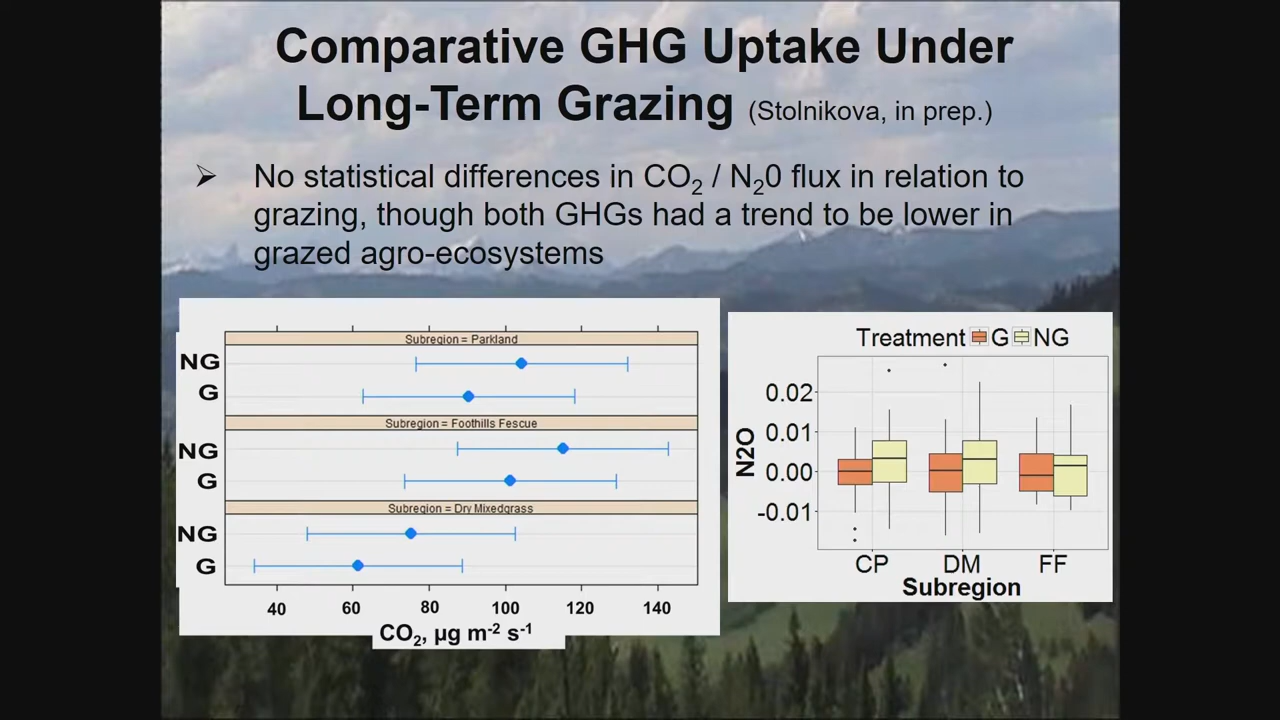 Comparative GHG Uptake Under
Long-Term Grazing (Stolnikova, in prep.)
➢ No statistical differences in CO₂ / N₂0 flux in relation to
grazing, though both GHGs had a trend to be lower in
grazed agro-ecosystems
Subregion = Parkland
NG
G
Subregion = Foothills Fescue
NG
G
Subregion = Dry Mixedgrass
NG
G
40 60 80 100 120 140
CO₂, µg m⁻² s⁻¹
Treatment G NG
N2O
0.02
0.01
0.00
-0.01
CP DM FF
Subregion